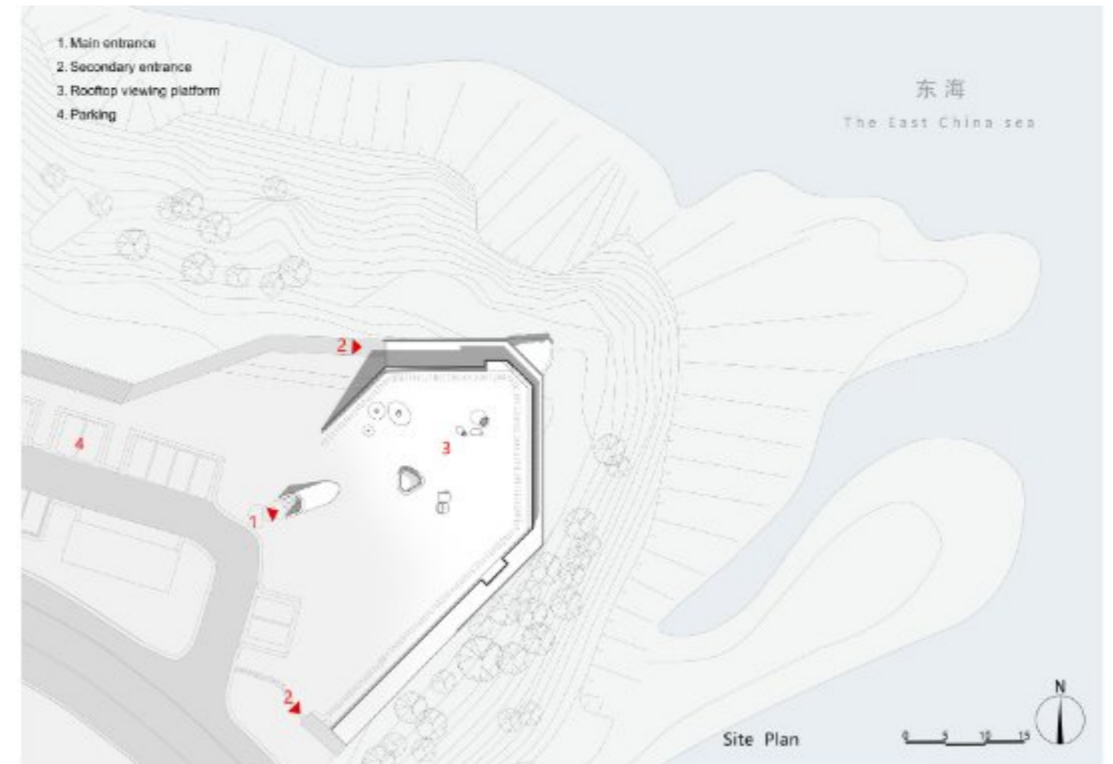 1. Main entrance
2. Secondary entrance
3. Rooftop viewing platform
4. Parking
东海
The East China sea
2
4
3
1
2
N
Site Plan
0 5 10 15